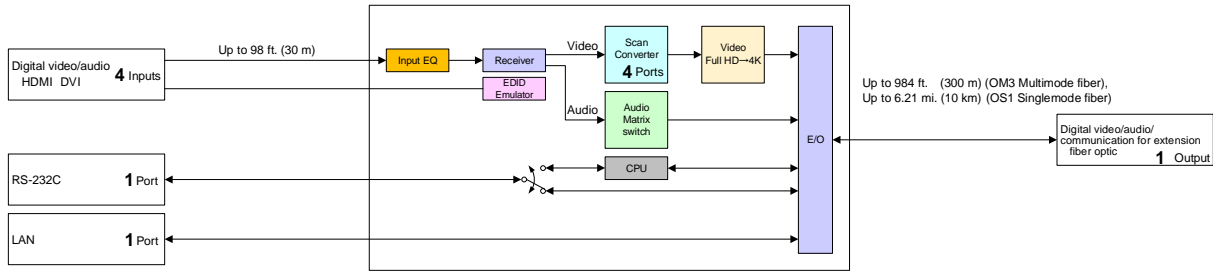 Digital video/audio
HDMI DVI
4 Inputs
Up to 98 ft. (30 m)
Input EQ
Receiver
EDID
Emulator
Video
Audio
Scan
Converter
4 Ports
Video
Full HD→4K
Audio
Matrix
switch
CPU
E/O
Up to 984 ft. (300 m) (OM3 Multimode fiber),
Up to 6.21 mi. (10 km) (OS1 Singlemode fiber)
Digital video/audio/
communication for extension
fiber optic
1 Output
RS-232C 1 Port
LAN 1 Port